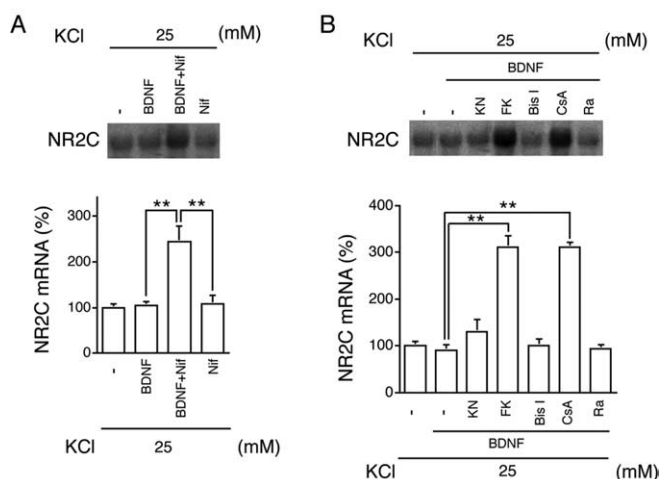 A
KCl 25 (mM)
- BDNF BDNF+Nif Nif
NR2C
NR2C mRNA (%)
300
200
100
0
** **
- BDNF BDNF+Nif Nif
KCl 25 (mM)
B
KCl 25 (mM)
BDNF
- - KN FK Bis I CsA Ra
NR2C
NR2C mRNA (%)
400
300
200
100
0
**
**
- - KN FK Bis I CsA Ra
BDNF
KCl 25 (mM)